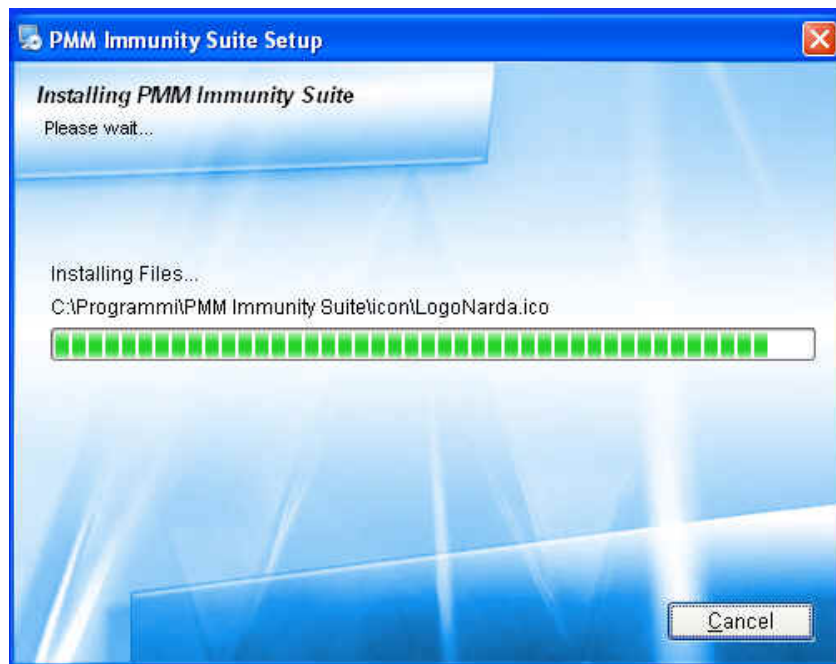 PMM Immunity Suite Setup
Installing PMM Immunity Suite
Please wait...
Installing Files...
C:\Programmi\PMM Immunity Suite\icon\LogoNarda.ico
Cancel